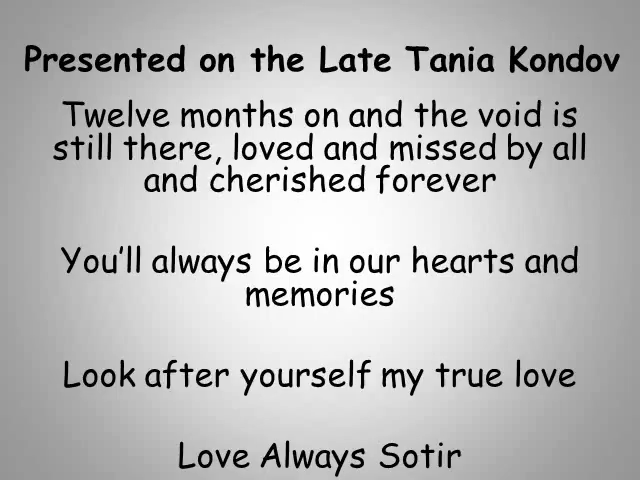 Presented on the Late Tania Kondov
Twelve months on and the void is
still there, loved and missed by all
and cherished forever
You'll always be in our hearts and
memories
Look after yourself my true love
Love Always Sotir